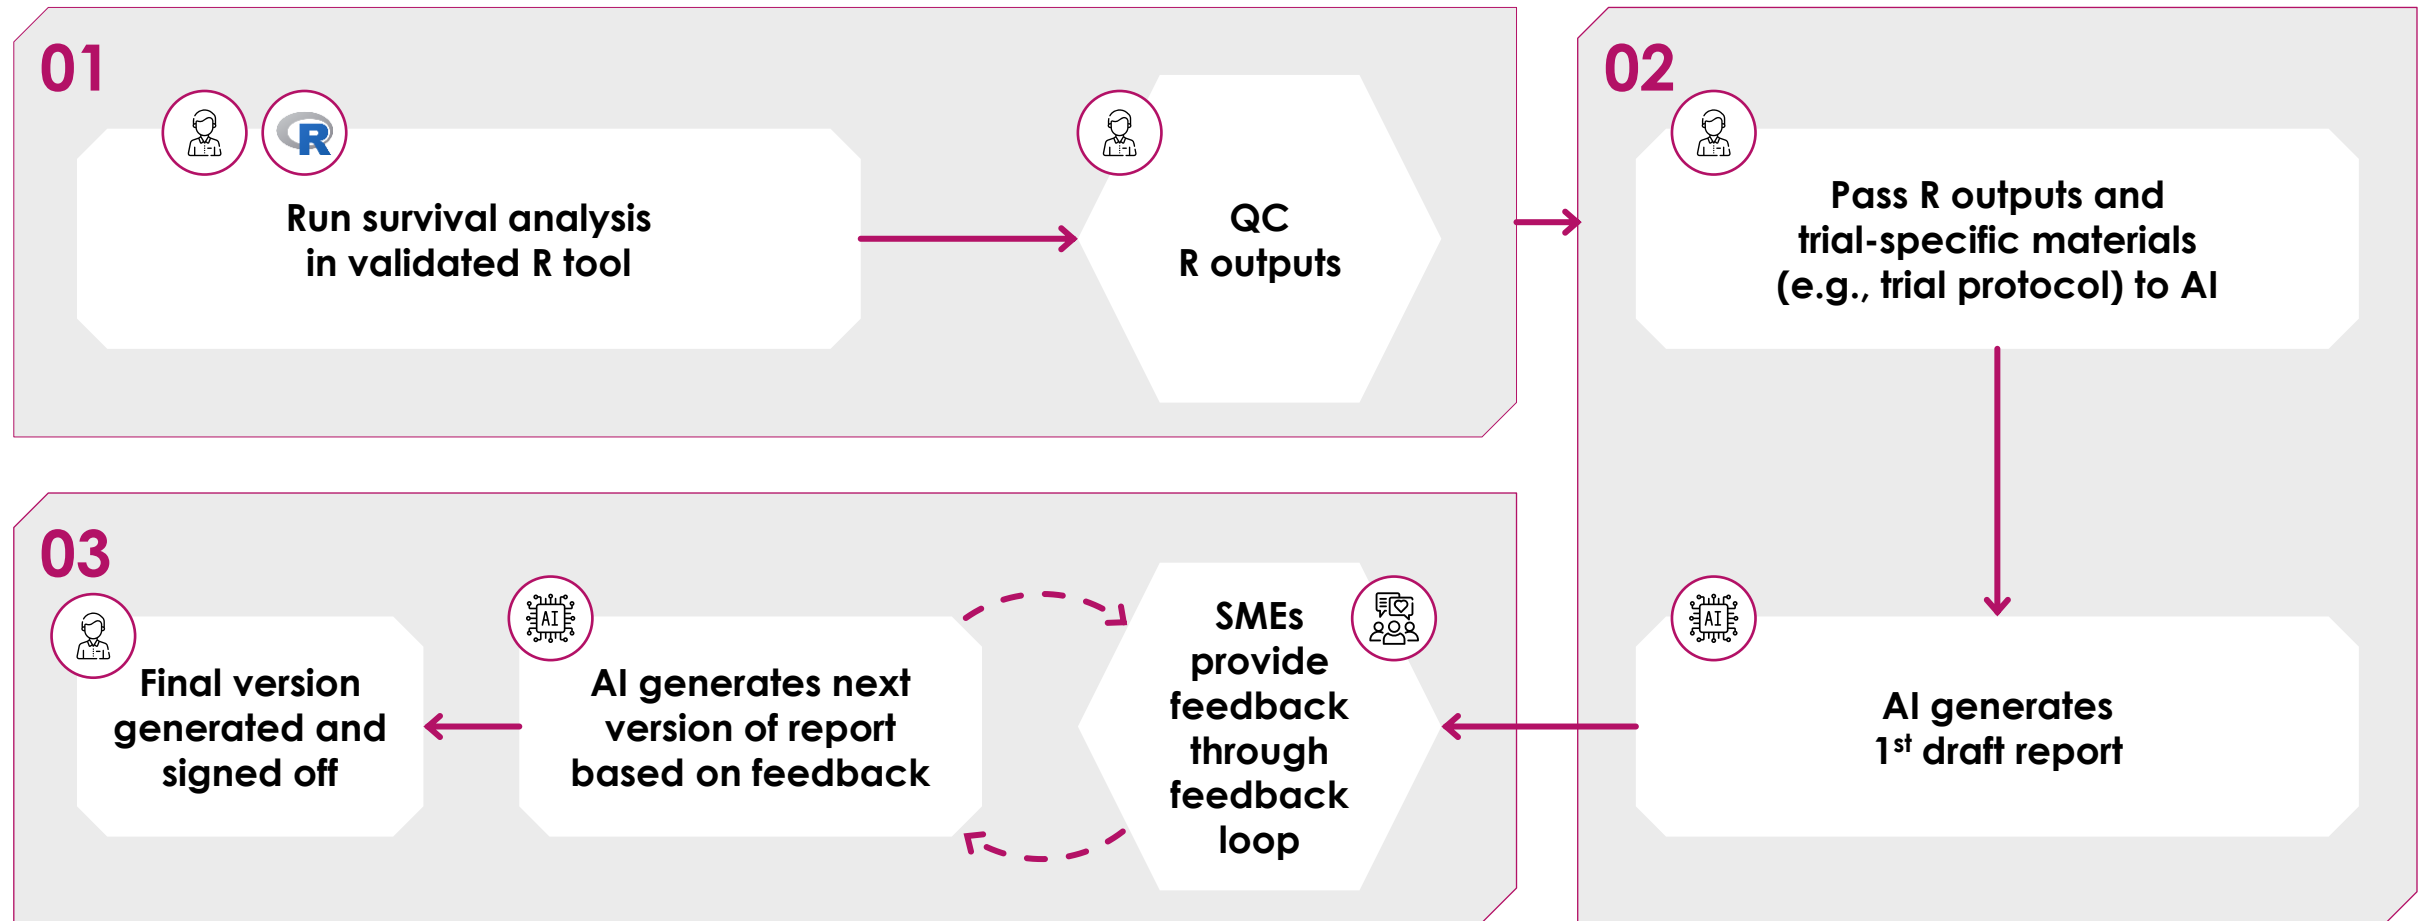 01
R
Run survival analysis
in validated R tool
QC
R outputs
02
Pass R outputs and
trial-specific materials
(e.g., trial protocol) to AI
AI
AI generates
1st draft report
03
SMEs
provide
feedback
through
feedback
loop
AI
AI generates next
version of report
based on feedback
Final version
generated and
signed off